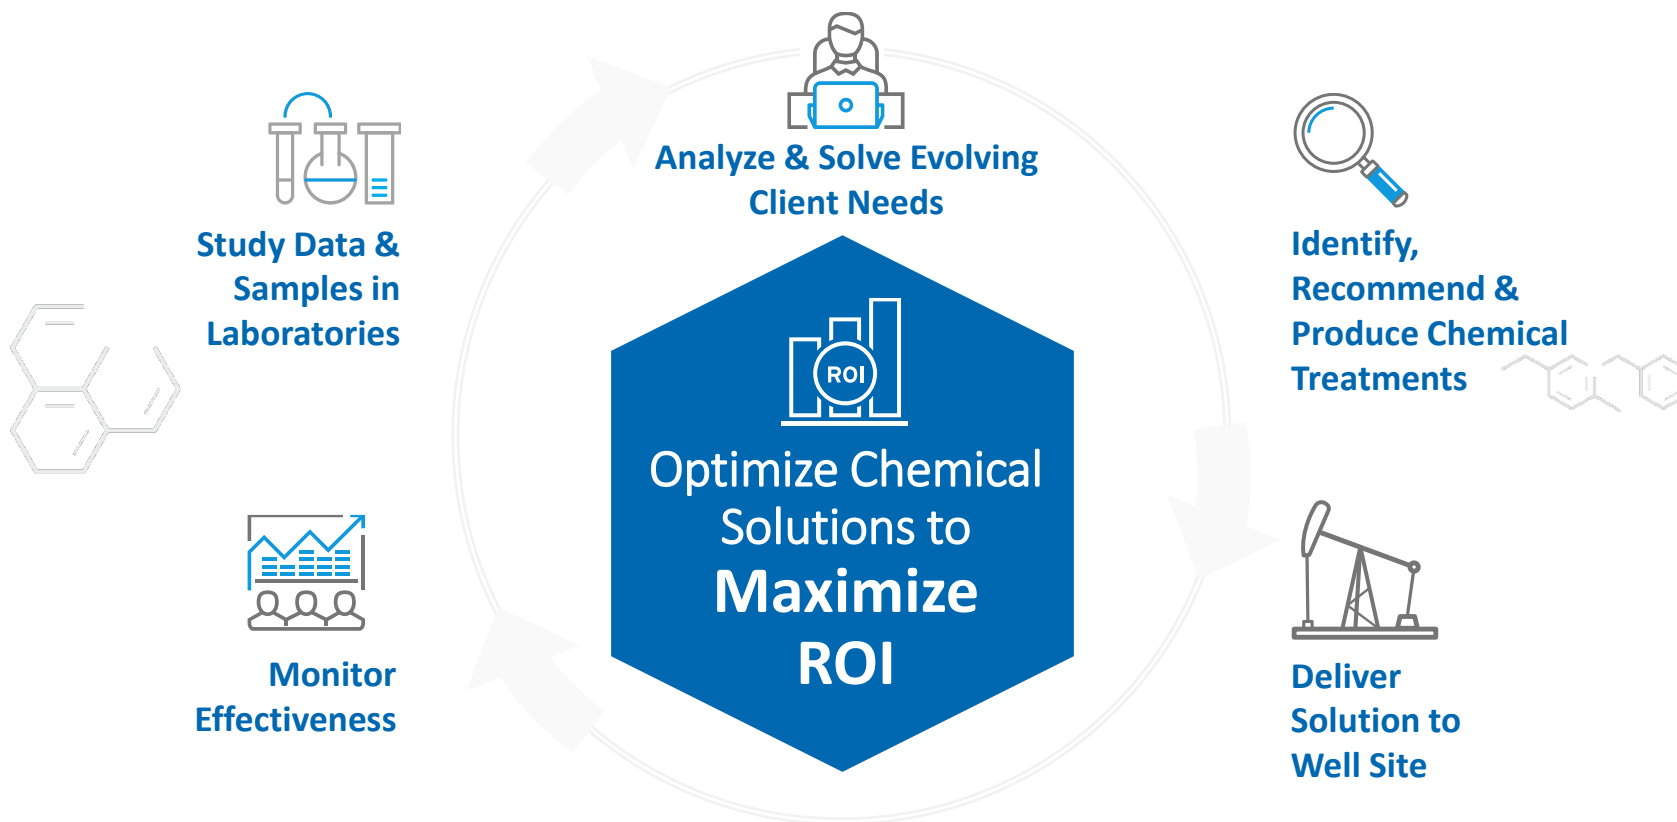 Analyze & Solve Evolving
Client Needs
Identify,
Recommend &
Produce Chemical
Treatments
Deliver
Solution to
Well Site
Monitor
Effectiveness
Study Data &
Samples in
Laboratories
ROI
Optimize Chemical
Solutions to
Maximize
ROI